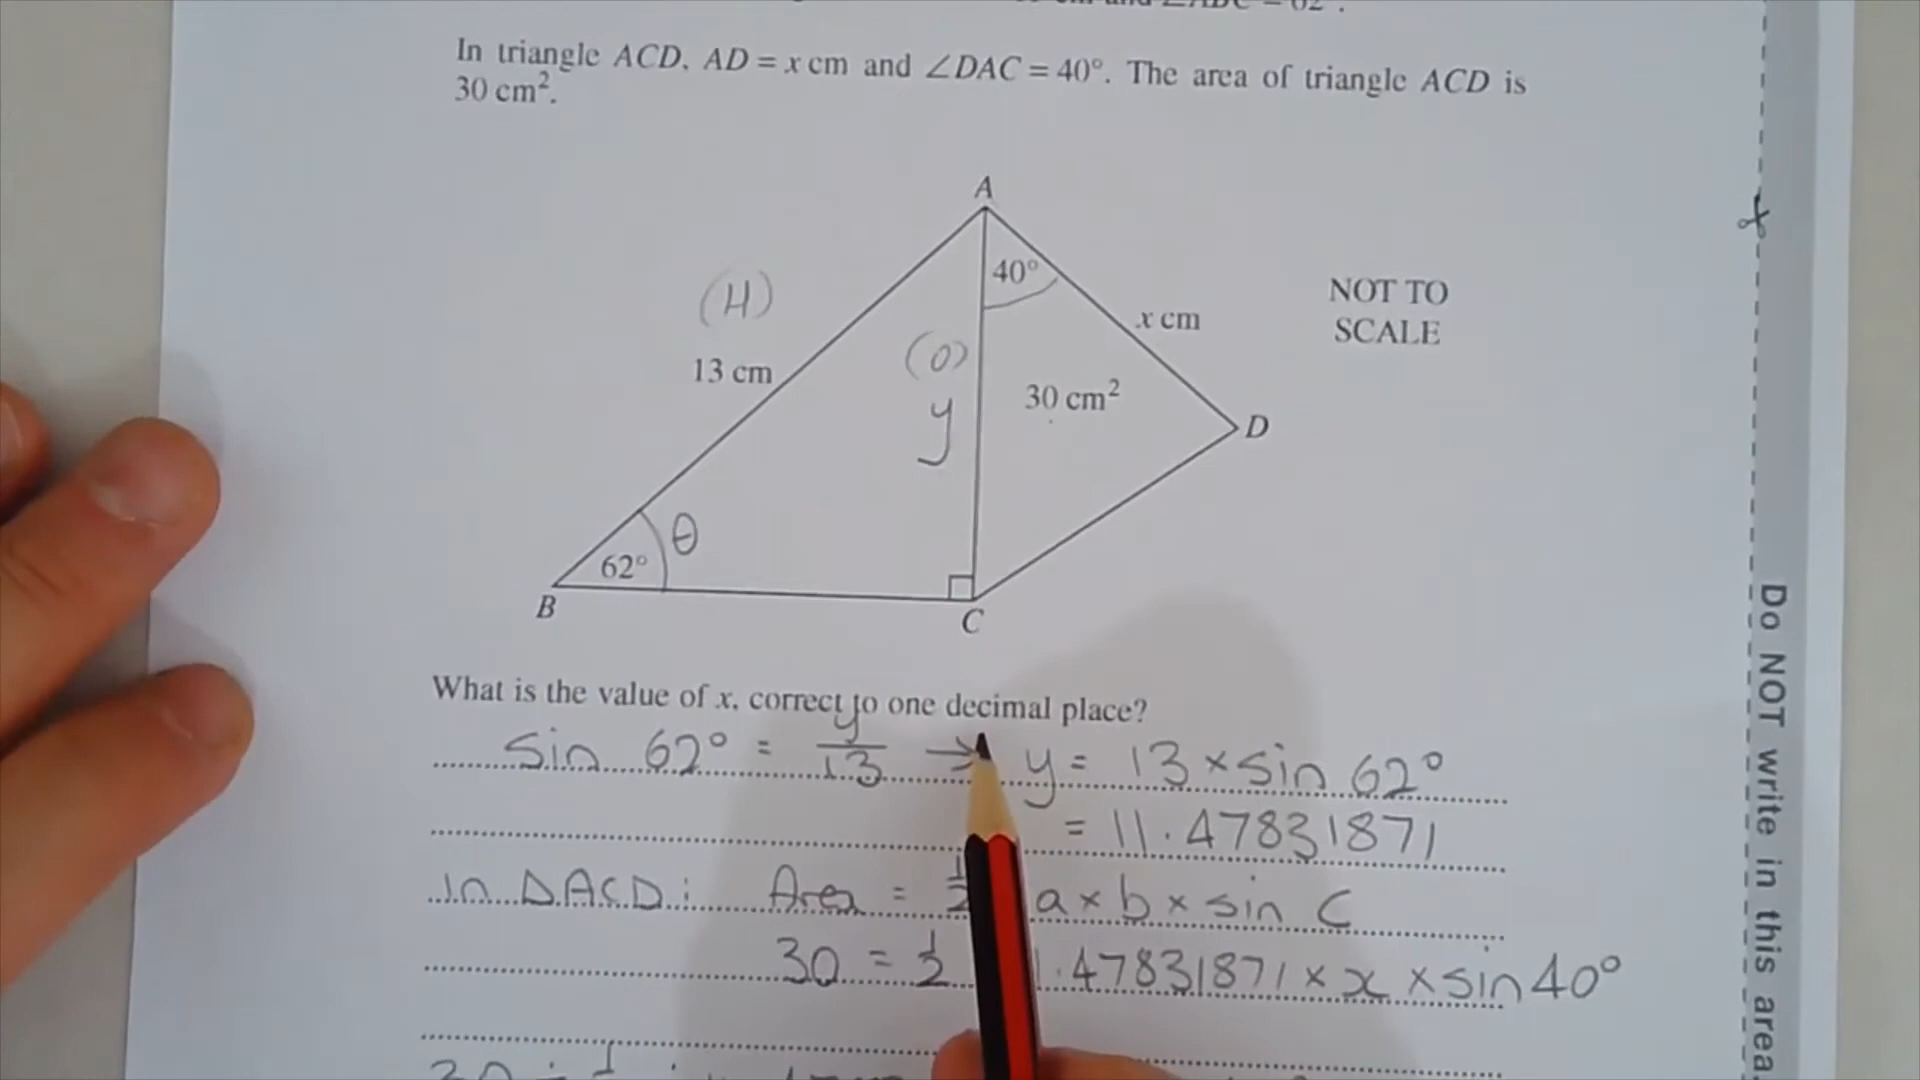 In triangle ACD, AD = x cm and ∠DAC = 40°. The area of triangle ACD is
30 cm².
A
40°
(H)
x cm
NOT TO
SCALE
(O)
13 cm
30 cm²
y
D
θ
62°
B
C
What is the value of x, correct to one decimal place?
sin 62° = y/13 → y = 13 × sin 62°
= 11.47831871
In ΔACD: Area = ½ a × b × sin C
30 = ½ 1.47831871 × x × sin 40°
Do NOT write in this area.